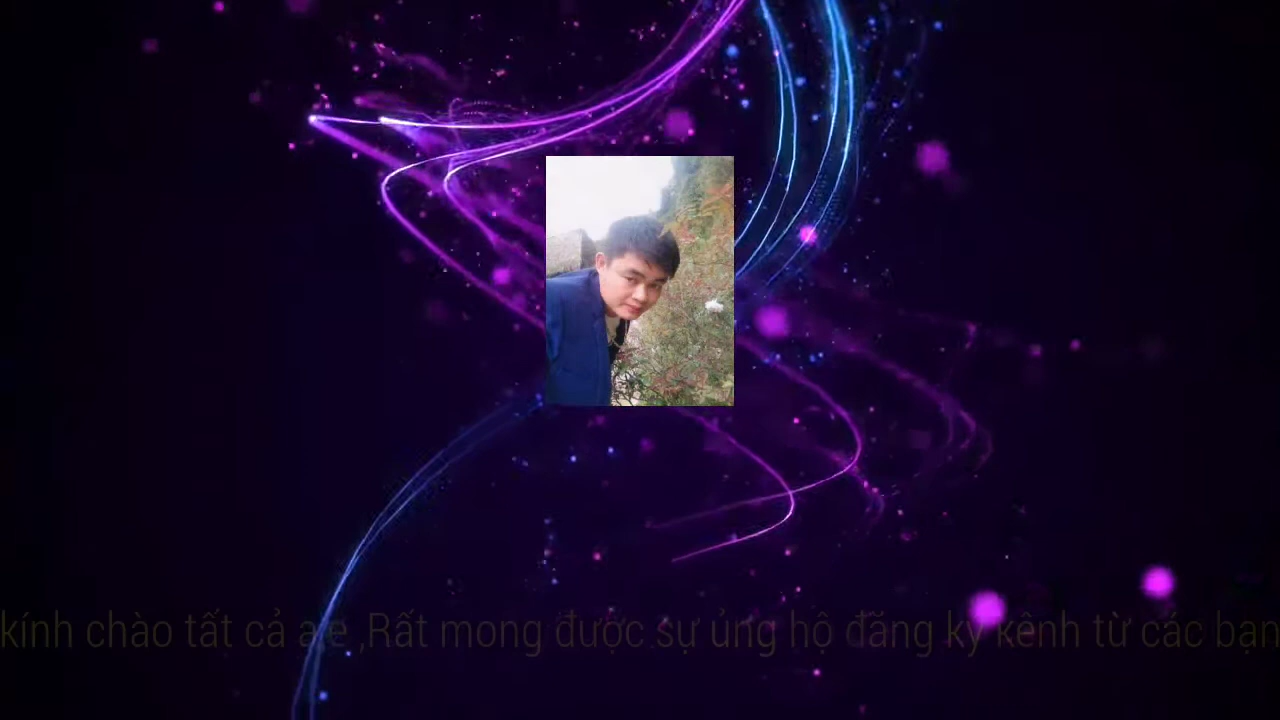 kính chào tất cả a e ,Rất mong được sự ủng hộ đăng ký kênh từ các bạn